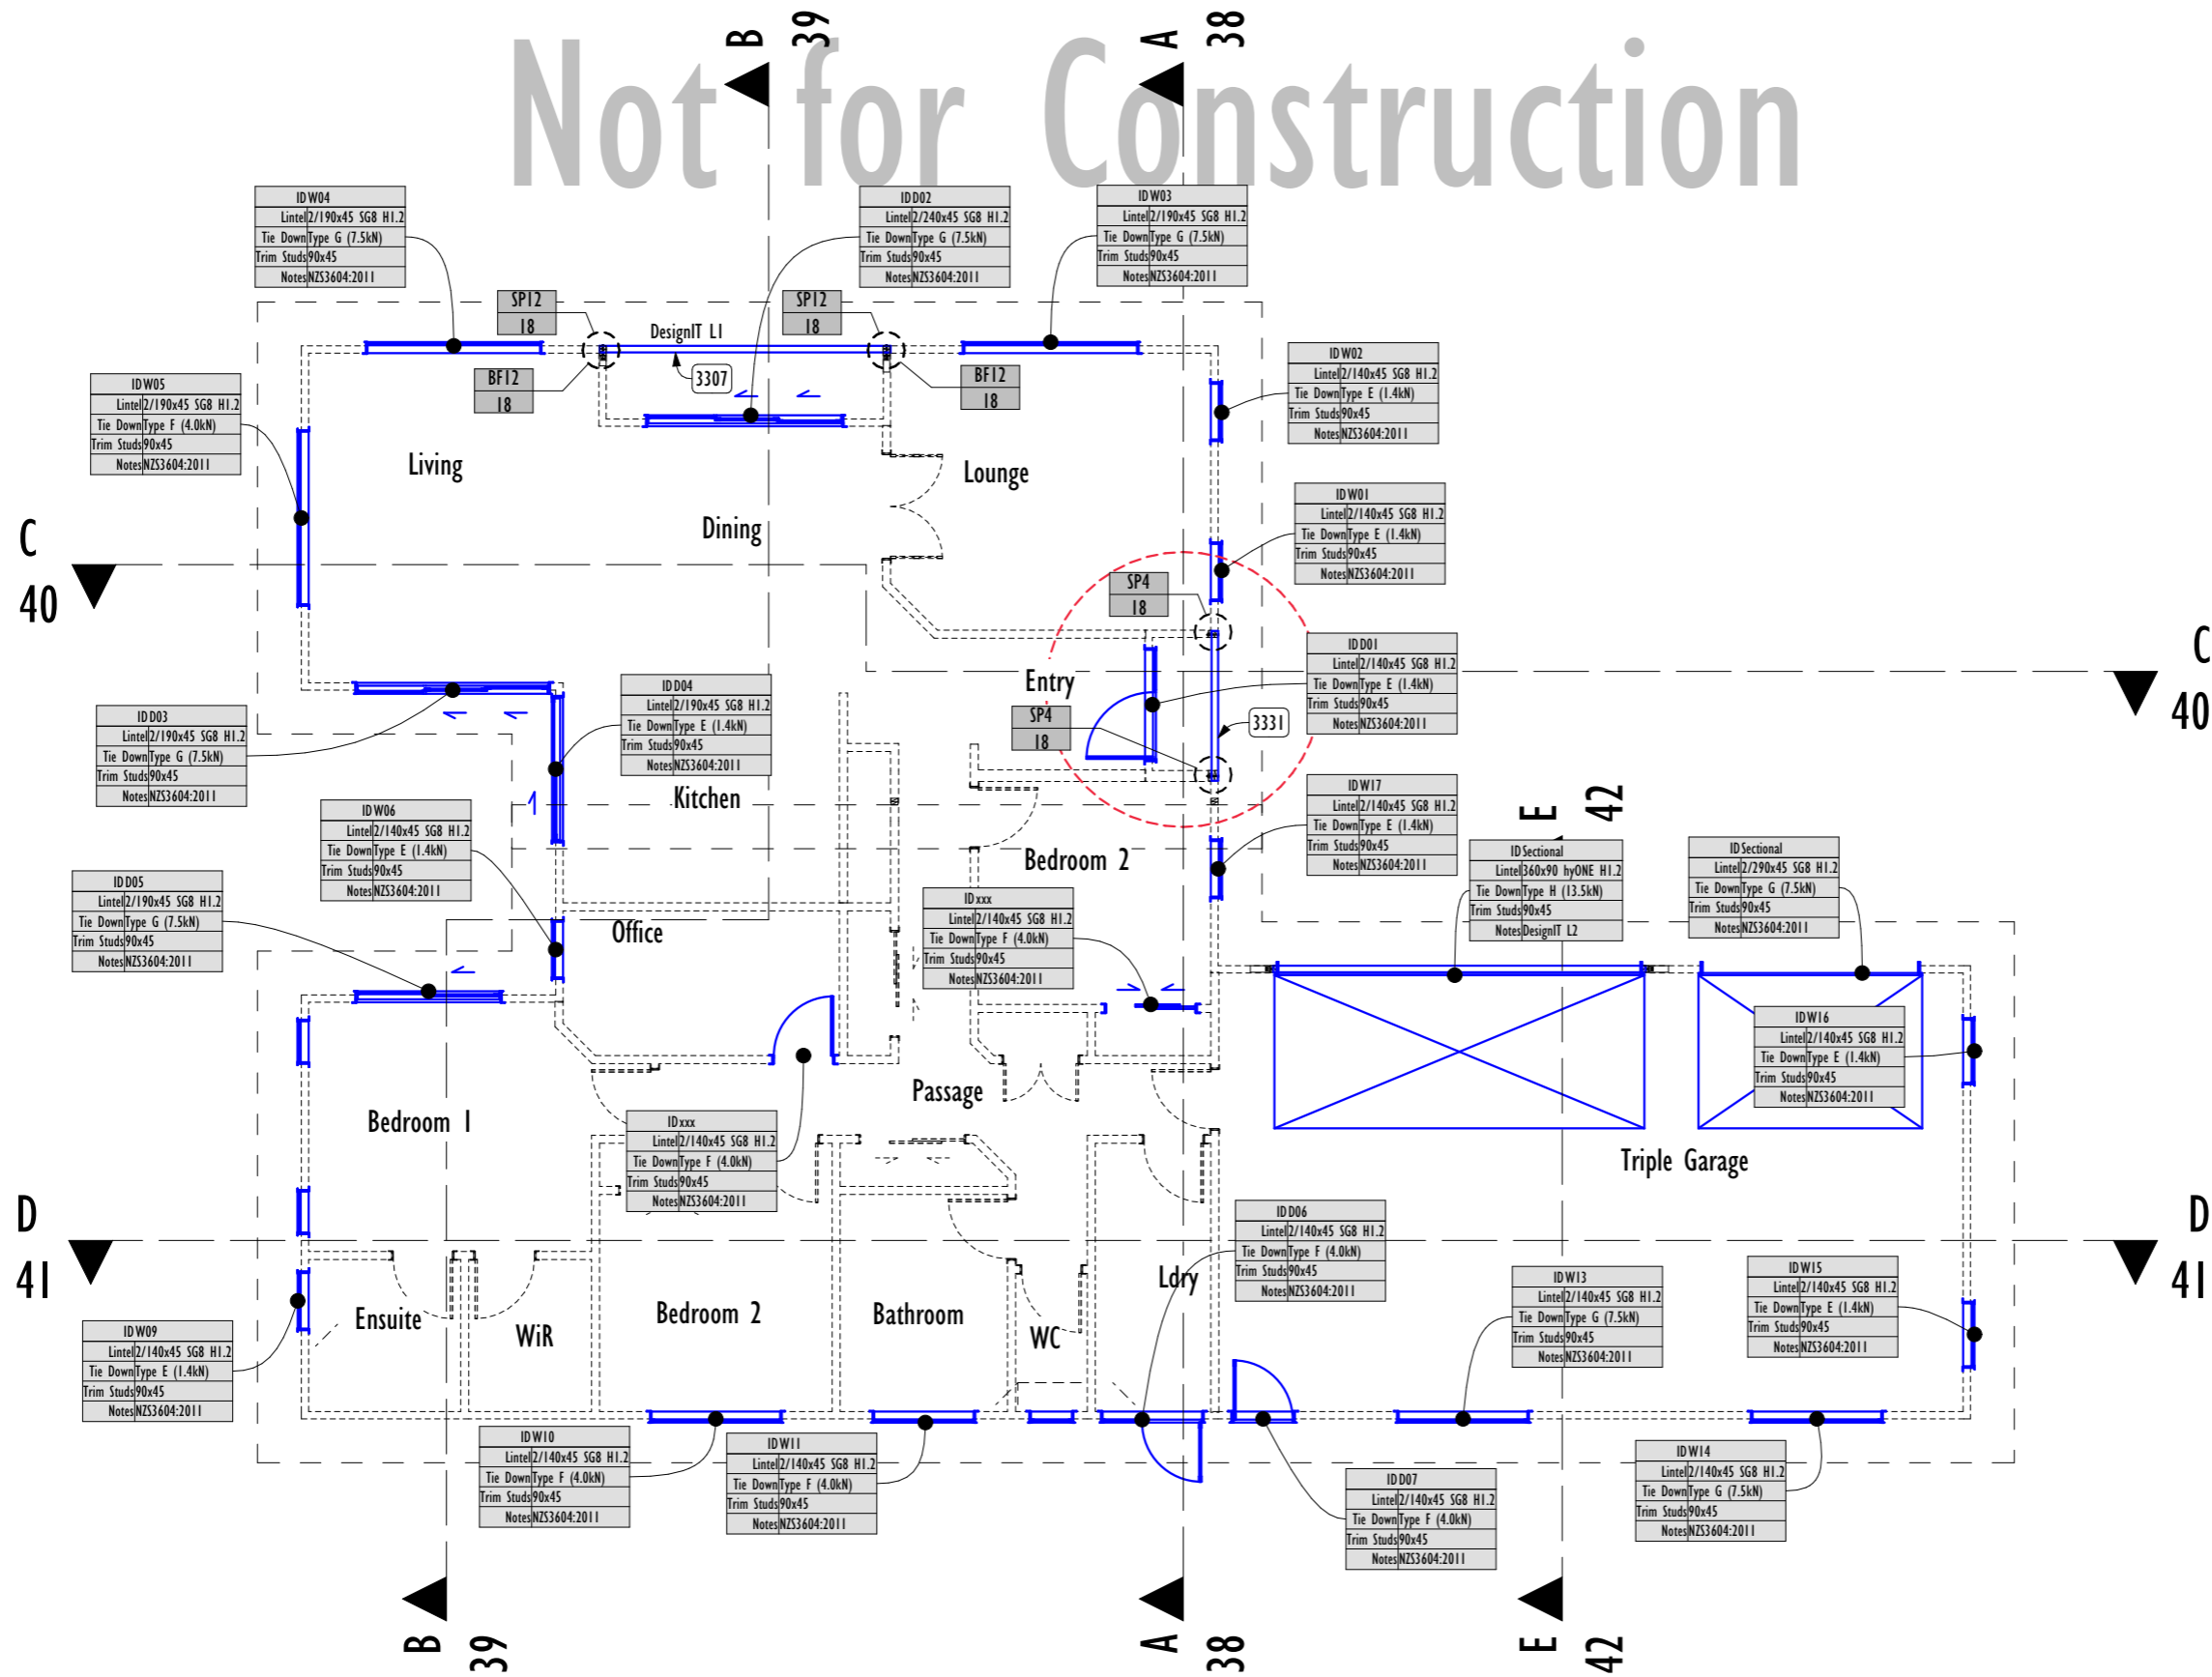 B
39
A
38
Not for Construction
ID W04
Lintel 2/190x45 SG8 H1.2
Tie Down Type G (7.5kN)
Trim Studs 90x45
Notes NZS3604:2011
ID D02
Lintel 2/240x45 SG8 H1.2
Tie Down Type G (7.5kN)
Trim Studs 90x45
Notes NZS3604:2011
ID W03
Lintel 2/190x45 SG8 H1.2
Tie Down Type G (7.5kN)
Trim Studs 90x45
Notes NZS3604:2011
SP12
18
SP12
18
DesignIT L1
3307
BF12
18
BF12
18
ID W02
Lintel 2/140x45 SG8 H1.2
Tie Down Type E (1.4kN)
Trim Studs 90x45
Notes NZS3604:2011
ID W05
Lintel 2/190x45 SG8 H1.2
Tie Down Type F (4.0kN)
Trim Studs 90x45
Notes NZS3604:2011
Living
Lounge
Dining
ID W01
Lintel 2/140x45 SG8 H1.2
Tie Down Type E (1.4kN)
Trim Studs 90x45
Notes NZS3604:2011
C
40
SP4
18
ID D01
Lintel 2/140x45 SG8 H1.2
Tie Down Type E (1.4kN)
Trim Studs 90x45
Notes NZS3604:2011
C
40
Entry
SP4
18
3331
ID D04
Lintel 2/190x45 SG8 H1.2
Tie Down Type E (1.4kN)
Trim Studs 90x45
Notes NZS3604:2011
ID D03
Lintel 2/190x45 SG8 H1.2
Tie Down Type G (7.5kN)
Trim Studs 90x45
Notes NZS3604:2011
Kitchen
ID W17
Lintel 2/140x45 SG8 H1.2
Tie Down Type E (1.4kN)
Trim Studs 90x45
Notes NZS3604:2011
E
42
ID W06
Lintel 2/140x45 SG8 H1.2
Tie Down Type E (1.4kN)
Trim Studs 90x45
Notes NZS3604:2011
Bedroom 2
ID Sectional
Lintel 360x90 hyONE H1.2
Tie Down Type H (13.5kN)
Trim Studs 90x45
Notes DesignIT L2
ID Sectional
Lintel 2/290x45 SG8 H1.2
Tie Down Type G (7.5kN)
Trim Studs 90x45
Notes NZS3604:2011
ID D05
Lintel 2/190x45 SG8 H1.2
Tie Down Type G (7.5kN)
Trim Studs 90x45
Notes NZS3604:2011
Office
ID xxx
Lintel 2/140x45 SG8 H1.2
Tie Down Type F (4.0kN)
Trim Studs 90x45
Notes NZS3604:2011
ID W16
Lintel 2/140x45 SG8 H1.2
Tie Down Type E (1.4kN)
Trim Studs 90x45
Notes NZS3604:2011
Passage
Bedroom 1
ID xxx
Lintel 2/140x45 SG8 H1.2
Tie Down Type F (4.0kN)
Trim Studs 90x45
Notes NZS3604:2011
Triple Garage
D
41
ID D06
Lintel 2/140x45 SG8 H1.2
Tie Down Type F (4.0kN)
Trim Studs 90x45
Notes NZS3604:2011
D
41
Ldry
ID W13
Lintel 2/140x45 SG8 H1.2
Tie Down Type G (7.5kN)
Trim Studs 90x45
Notes NZS3604:2011
ID W15
Lintel 2/140x45 SG8 H1.2
Tie Down Type E (1.4kN)
Trim Studs 90x45
Notes NZS3604:2011
Ensuite
WiR
Bedroom 2
Bathroom
WC
ID W09
Lintel 2/140x45 SG8 H1.2
Tie Down Type E (1.4kN)
Trim Studs 90x45
Notes NZS3604:2011
ID W10
Lintel 2/140x45 SG8 H1.2
Tie Down Type F (4.0kN)
Trim Studs 90x45
Notes NZS3604:2011
ID W11
Lintel 2/140x45 SG8 H1.2
Tie Down Type F (4.0kN)
Trim Studs 90x45
Notes NZS3604:2011
ID D07
Lintel 2/140x45 SG8 H1.2
Tie Down Type F (4.0kN)
Trim Studs 90x45
Notes NZS3604:2011
ID W14
Lintel 2/140x45 SG8 H1.2
Tie Down Type G (7.5kN)
Trim Studs 90x45
Notes NZS3604:2011
B
39
A
38
E
42